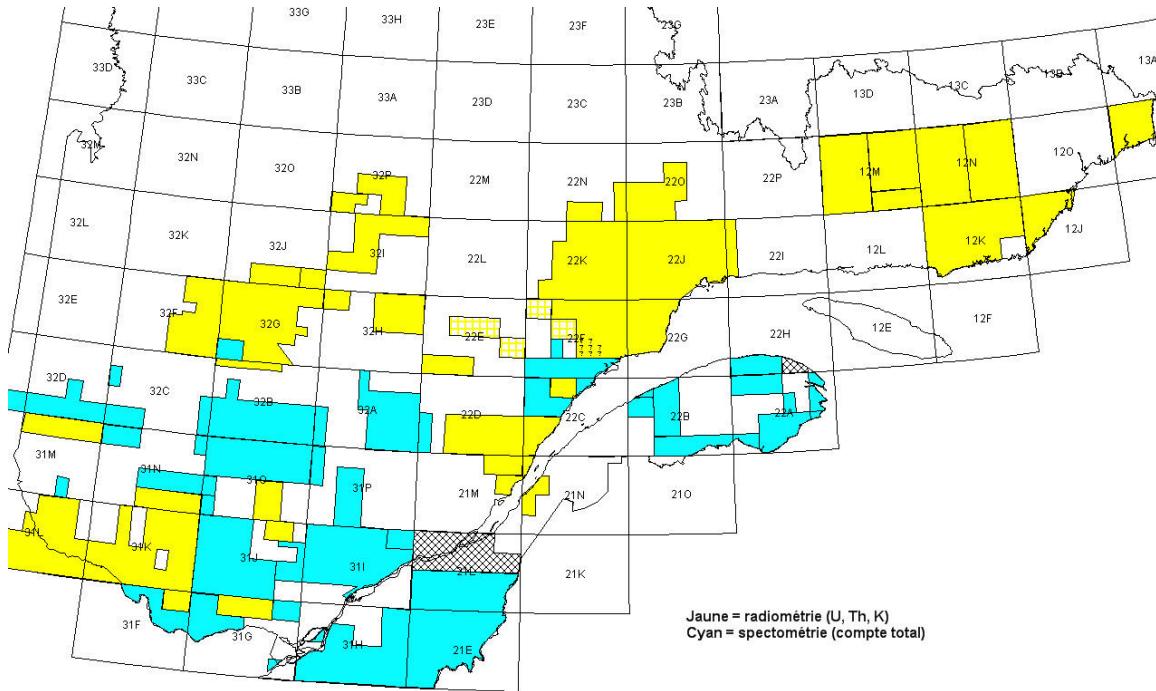 33G
33H
23E
23F
23G
33D
33C
33B
33A
23D
23C
23B
23A
13D
13C
13B
13A
32M
32N
32O
32P
22M
22N
22O
22P
12M
12N
12O
32L
32K
32J
32I
22L
22K
22J
22I
12L
12K
12J
32E
32F
32G
32H
22E
22F
22G
22H
12E
12F
? ? ?
? ? ?
32D
32C
32B
32A
22D
22C
22B
22A
31M
31N
31O
31P
21M
21N
21O
31L
31K
31J
31I
21L
21K
31F
31G
31H
21E
Jaune = radiométrie (U, Th, K)
Cyan = spectométrie (compte total)